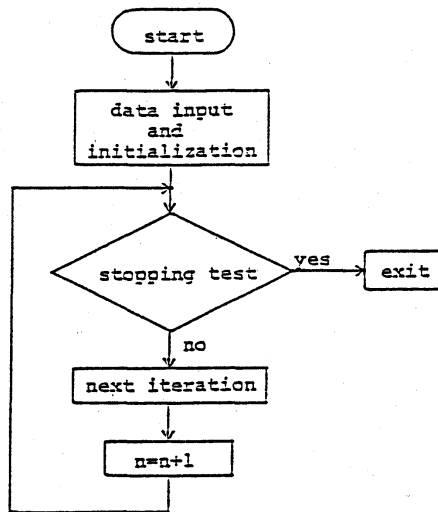 start
data input
and
initialization
stopping test
yes
exit
no
next iteration
n=n+1